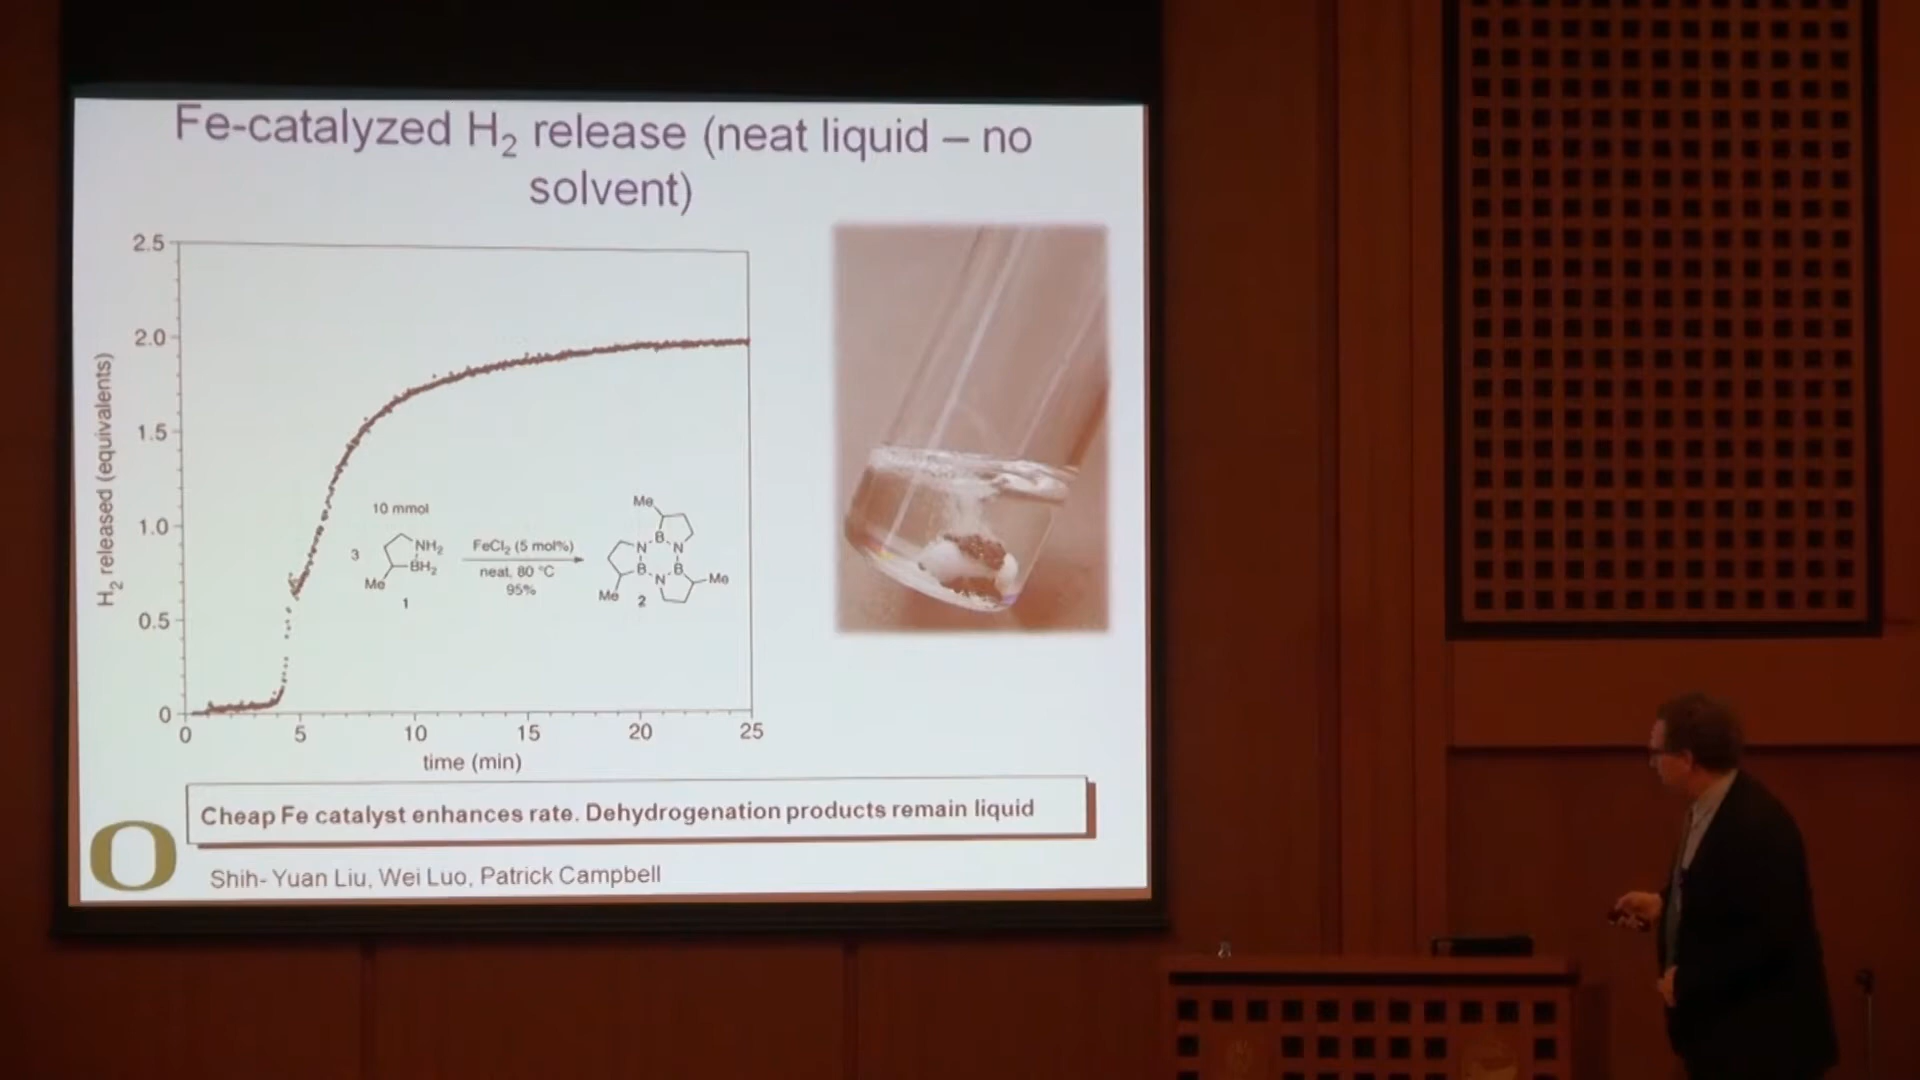 Fe-catalyzed H₂ release (neat liquid – no
solvent)
H₂ released (equivalents)
2.5
2.0
1.5
1.0
0.5
0
0 5 10 15 20 25
time (min)
10 mmol
3
NH₂
BH₂
Me
1
FeCl₂ (5 mol%)
neat, 80 °C
95%
Me
B
N N
B B
N
Me
Me
2
Cheap Fe catalyst enhances rate. Dehydrogenation products remain liquid
O
Shih-Yuan Liu, Wei Luo, Patrick Campbell